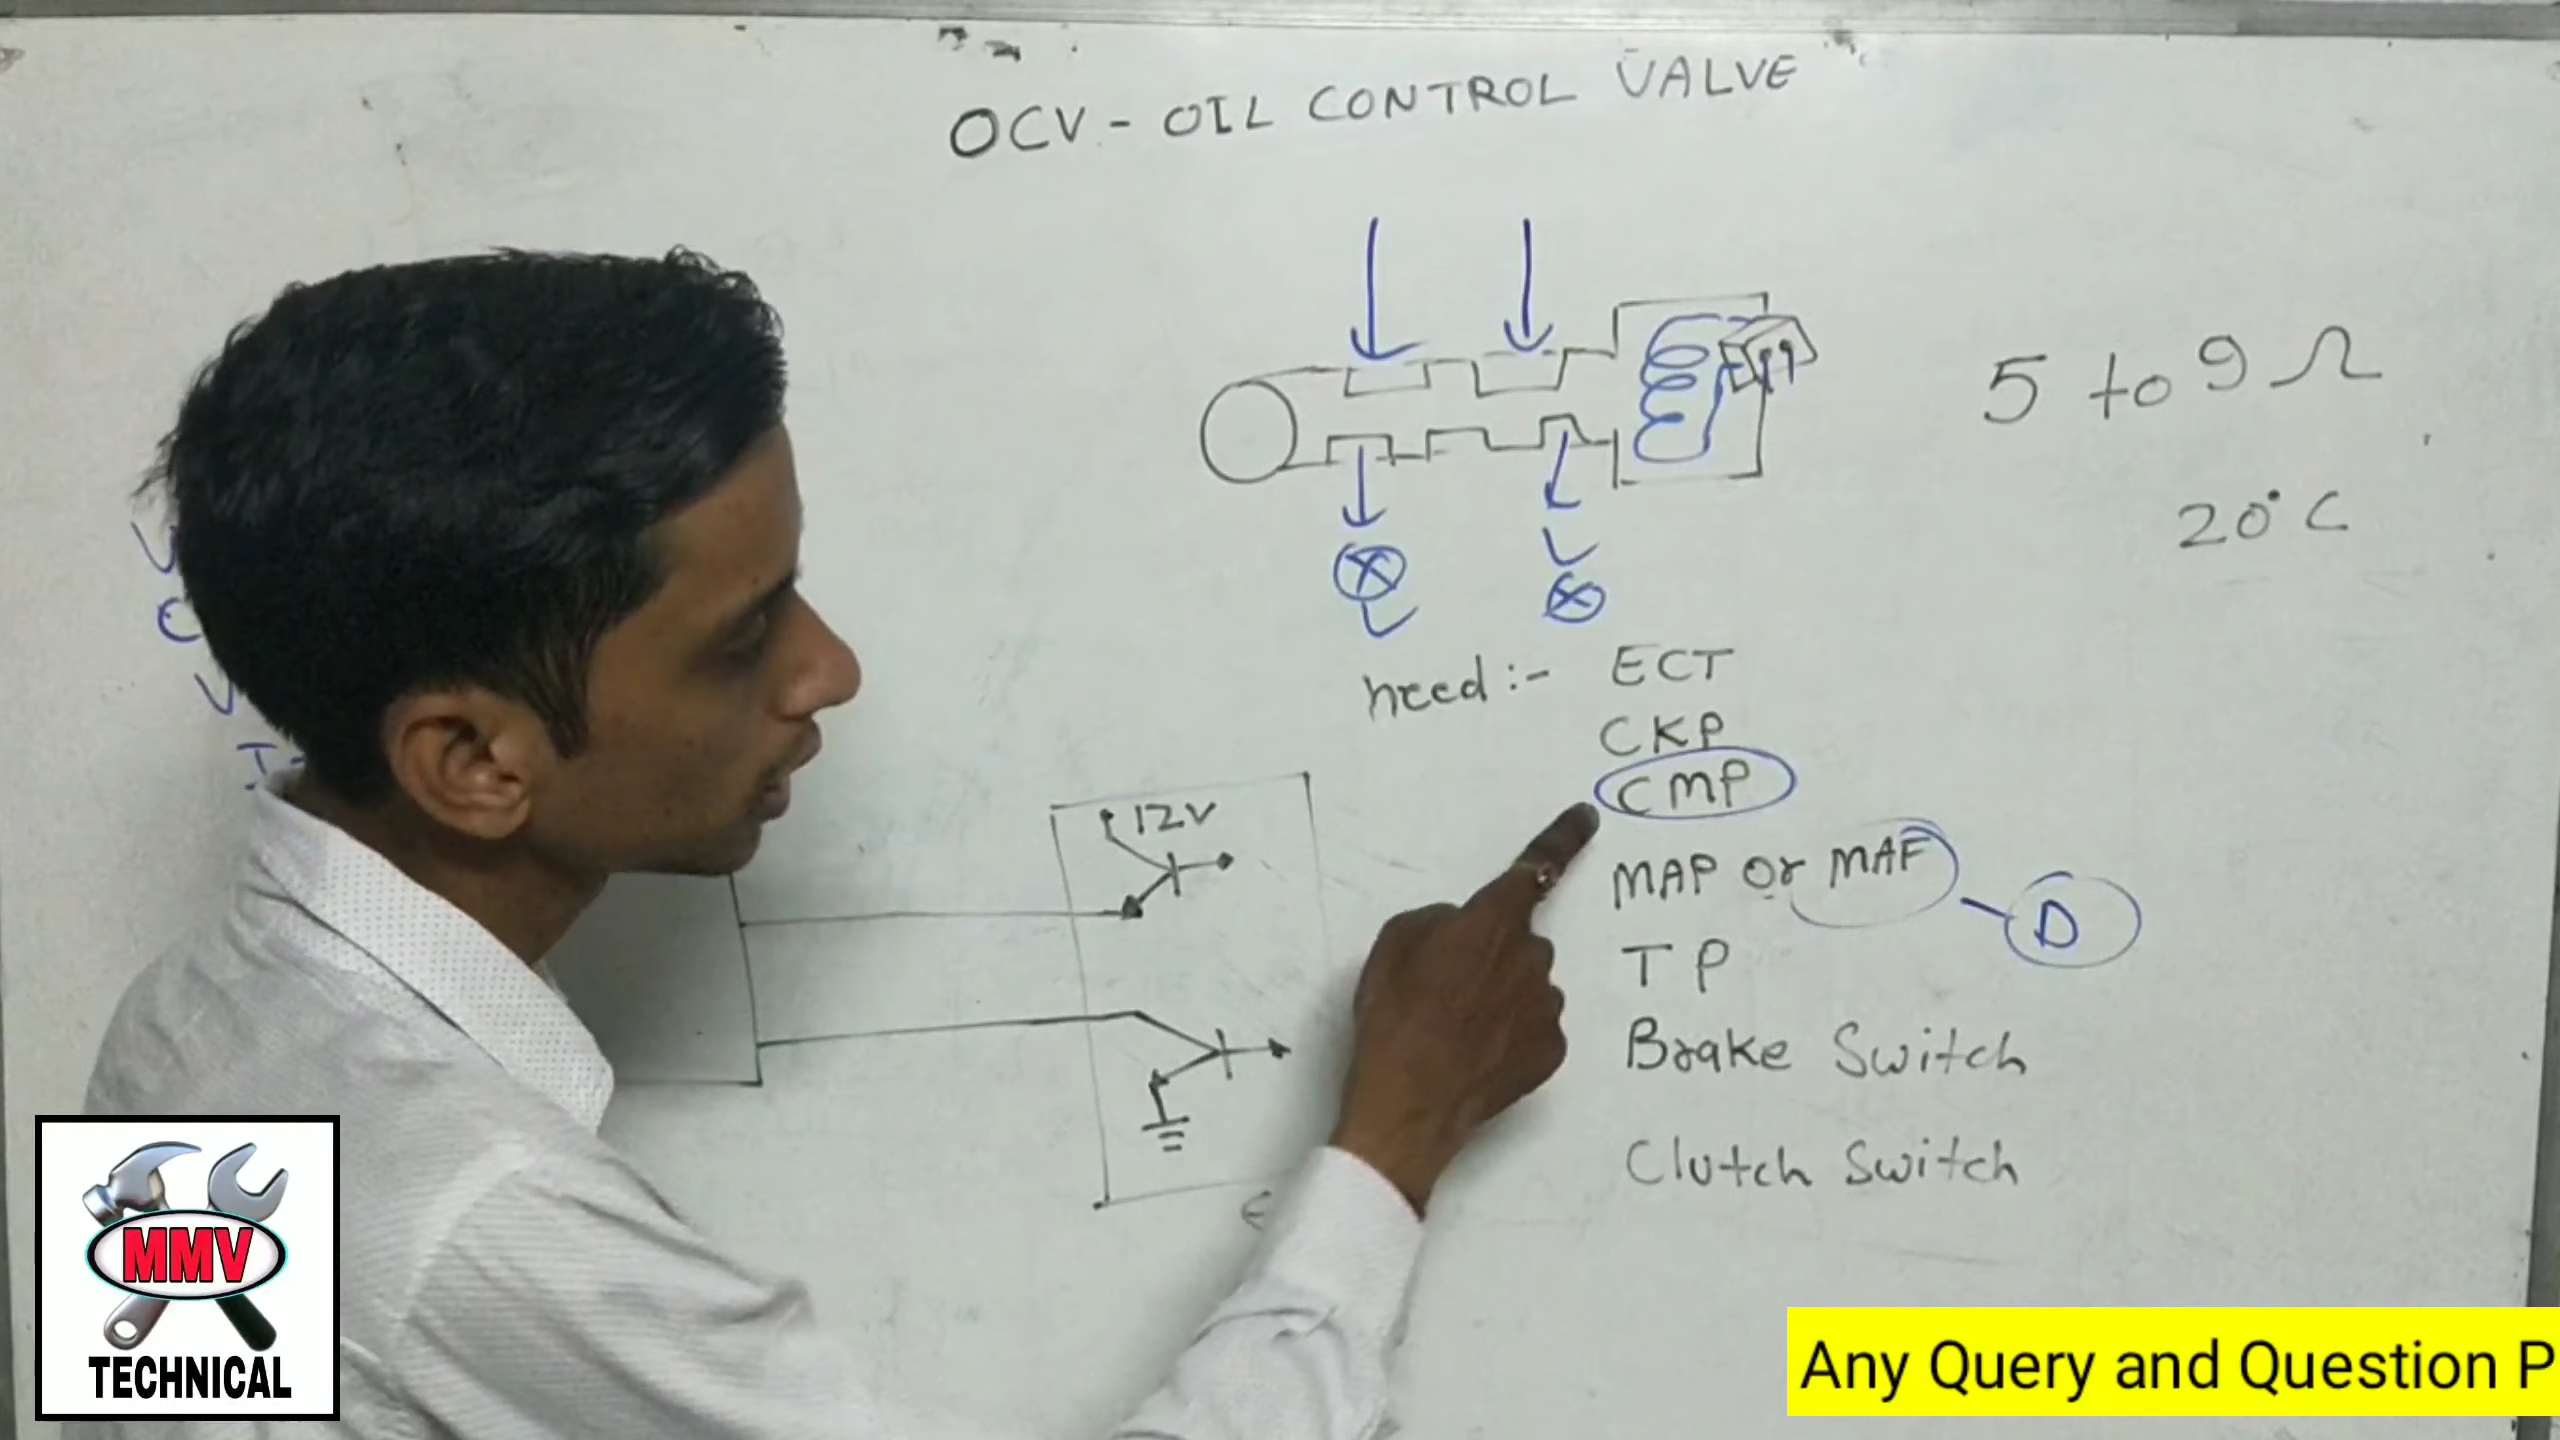 OCV - OIL CONTROL VALVE
5 to 9 Ω
20°C
need :- ECT
CKP
CMP
MAP or MAF
D
TP
Brake Switch
Clutch Switch
12V
MMV
TECHNICAL
Any Query and Question P